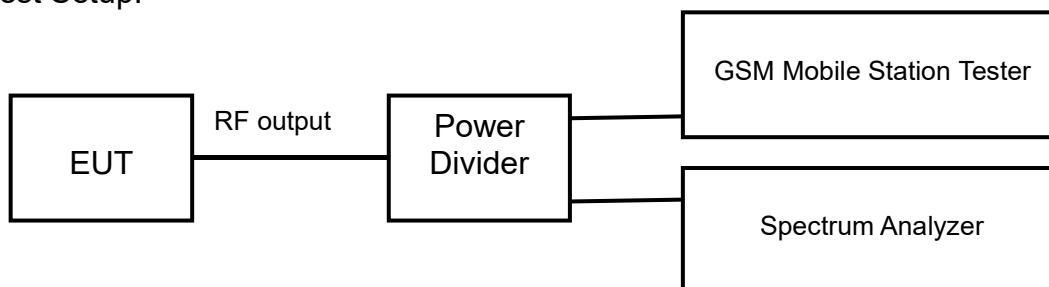 EUT
RF output
Power
Divider
GSM Mobile Station Tester
Spectrum Analyzer